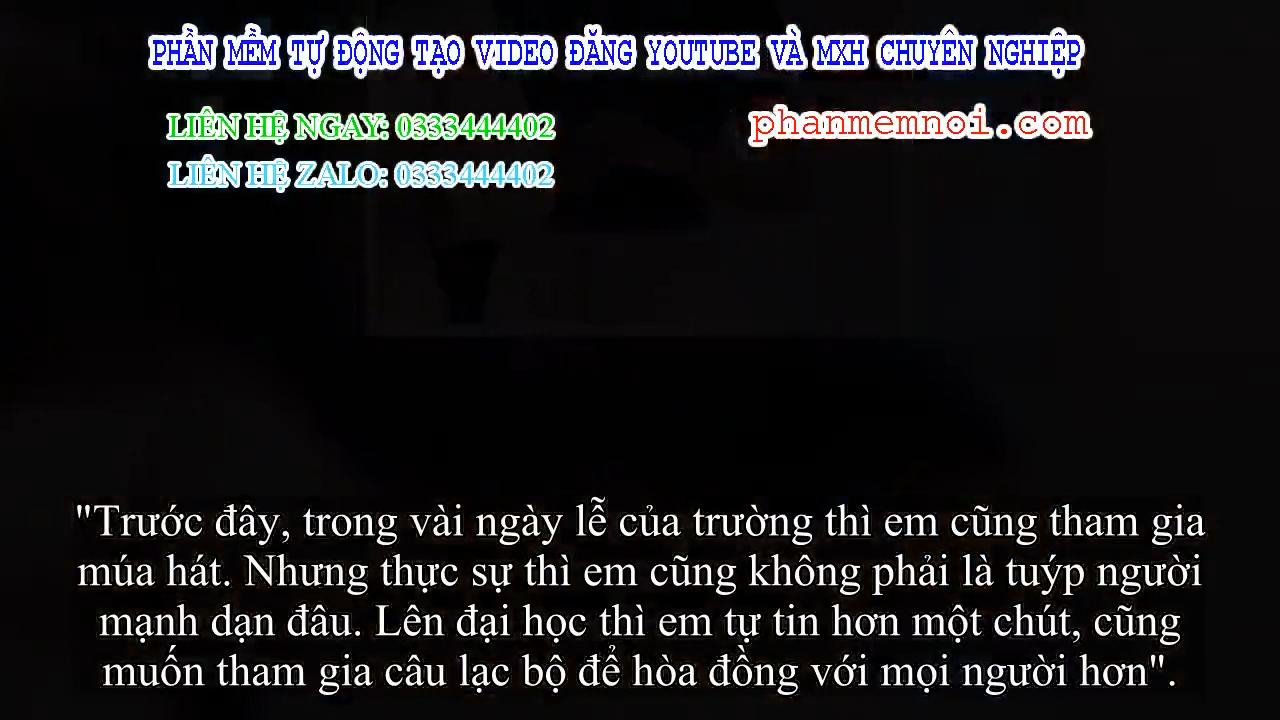 PHẦN MỀM TỰ ĐỘNG TẠO VIDEO ĐĂNG YOUTUBE VÀ MXH CHUYÊN NGHIỆP
LIÊN HỆ NGAY: 0333444402
phanmemnoi.com
LIÊN HỆ ZALO: 0333444402
"Trước đây, trong vài ngày lễ của trường thì em cũng tham gia
múa hát. Nhưng thực sự thì em cũng không phải là tuýp người
mạnh dạn đâu. Lên đại học thì em tự tin hơn một chút, cũng
muốn tham gia câu lạc bộ để hòa đồng với mọi người hơn".